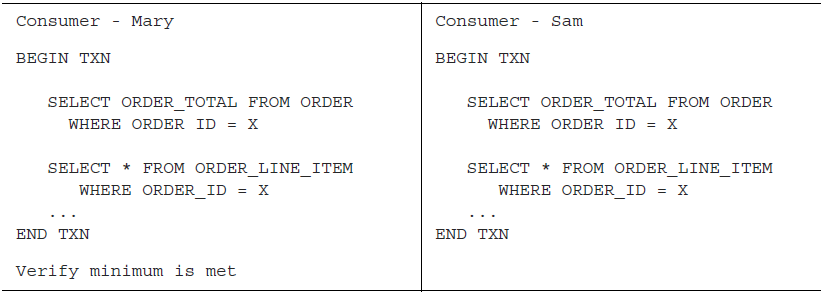 Consumer - Mary
BEGIN TXN
SELECT ORDER_TOTAL FROM ORDER
WHERE ORDER ID = X
SELECT * FROM ORDER_LINE_ITEM
WHERE ORDER_ID = X
...
END TXN
Verify minimum is met
Consumer - Sam
BEGIN TXN
SELECT ORDER_TOTAL FROM ORDER
WHERE ORDER ID = X
SELECT * FROM ORDER_LINE_ITEM
WHERE ORDER_ID = X
...
END TXN